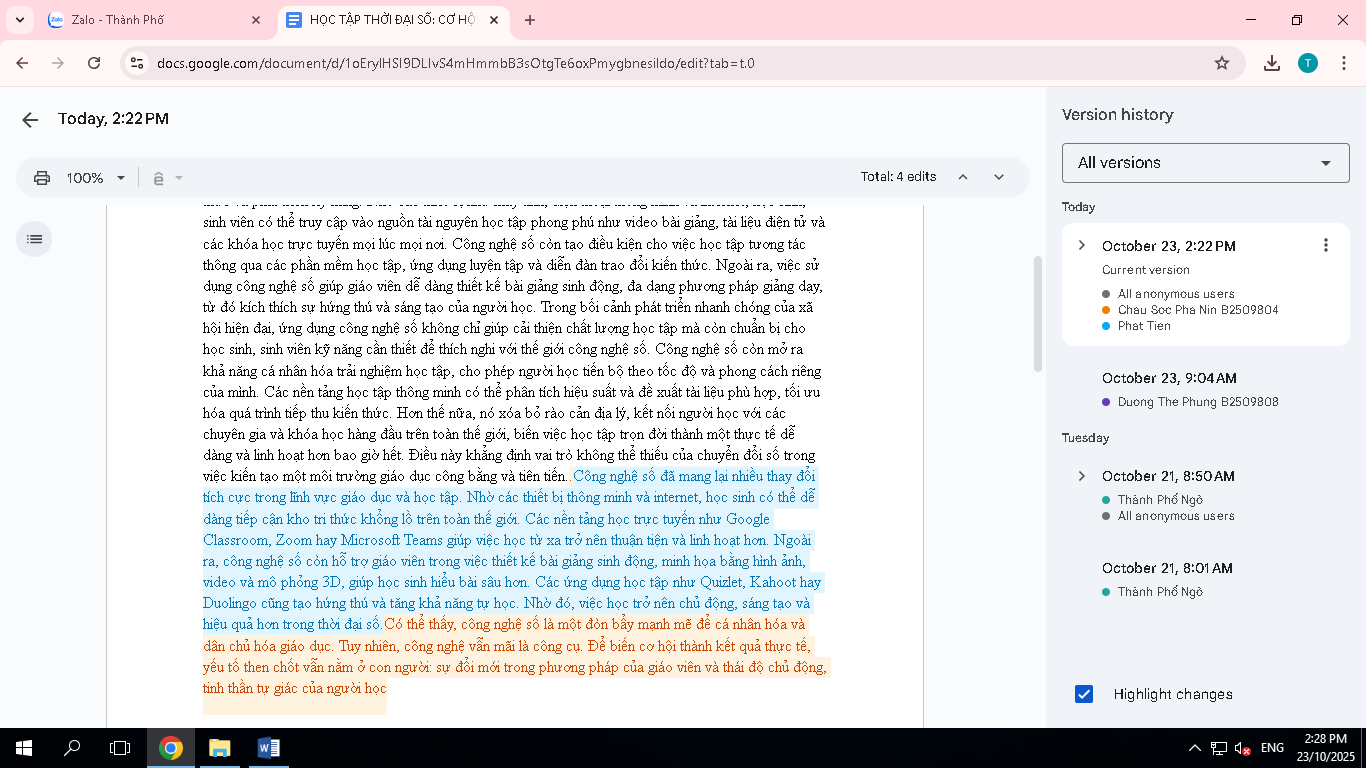 Zalo - Thành Phố
HỌC TẬP THỜI ĐẠI SỐ: CƠ HỘ
docs.google.com/document/d/1oEryIHSI9DLIvS4mHmmbB3sOtgTe6oxPmygbnesiIdo/edit?tab=t.0
T
Today, 2:22 PM
100%
Total: 4 edits
sinh viên có thể truy cập vào nguồn tài nguyên học tập phong phú như video bài giảng, tài liệu điện tử và
các khóa học trực tuyến mọi lúc mọi nơi. Công nghệ số còn tạo điều kiện cho việc học tập tương tác
thông qua các phần mềm học tập, ứng dụng luyện tập và diễn đàn trao đổi kiến thức. Ngoài ra, việc sử
dụng công nghệ số giúp giáo viên dễ dàng thiết kế bài giảng sinh động, đa dạng phương pháp giảng dạy,
từ đó kích thích sự hứng thú và sáng tạo của người học. Trong bối cảnh phát triển nhanh chóng của xã
hội hiện đại, ứng dụng công nghệ số không chỉ giúp cải thiện chất lượng học tập mà còn chuẩn bị cho
học sinh, sinh viên kỹ năng cần thiết để thích nghi với thế giới công nghệ số. Công nghệ số còn mở ra
khả năng cá nhân hóa trải nghiệm học tập, cho phép người học tiến bộ theo tốc độ và phong cách riêng
của mình. Các nền tảng học tập thông minh có thể phân tích hiệu suất và đề xuất tài liệu phù hợp, tối ưu
hóa quá trình tiếp thu kiến thức. Hơn thế nữa, nó xóa bỏ rào cản địa lý, kết nối người học với các
chuyên gia và khóa học hàng đầu trên toàn thế giới, biến việc học tập trọn đời thành một thực tế dễ
dàng và linh hoạt hơn bao giờ hết. Điều này khẳng định vai trò không thể thiếu của chuyển đổi số trong
việc kiến tạo một môi trường giáo dục công bằng và tiên tiến. Công nghệ số đã mang lại nhiều thay đổi
tích cực trong lĩnh vực giáo dục và học tập. Nhờ các thiết bị thông minh và internet, học sinh có thể dễ
dàng tiếp cận kho tri thức khổng lồ trên toàn thế giới. Các nền tảng học trực tuyến như Google
Classroom, Zoom hay Microsoft Teams giúp việc học từ xa trở nên thuận tiện và linh hoạt hơn. Ngoài
ra, công nghệ số còn hỗ trợ giáo viên trong việc thiết kế bài giảng sinh động, minh họa bằng hình ảnh,
video và mô phỏng 3D, giúp học sinh hiểu bài sâu hơn. Các ứng dụng học tập như Quizlet, Kahoot hay
Duolingo cũng tạo hứng thú và tăng khả năng tự học. Nhờ đó, việc học trở nên chủ động, sáng tạo và
hiệu quả hơn trong thời đại số.Có thể thấy, công nghệ số là một đòn bẩy mạnh mẽ để cá nhân hóa và
dân chủ hóa giáo dục. Tuy nhiên, công nghệ vẫn mãi là công cụ. Để biến cơ hội thành kết quả thực tế,
yếu tố then chốt vẫn nằm ở con người: sự đổi mới trong phương pháp của giáo viên và thái độ chủ động,
tinh thần tự giác của người học
Version history
All versions
Today
October 23, 2:22 PM
Current version
All anonymous users
Chau Soc Pha Nin B2509804
Phat Tien
October 23, 9:04 AM
Duong The Phung B2509808
Tuesday
October 21, 8:50 AM
Thành Phố Ngô
All anonymous users
October 21, 8:01 AM
Thành Phố Ngô
Highlight changes
ENG
2:28 PM
23/10/2025